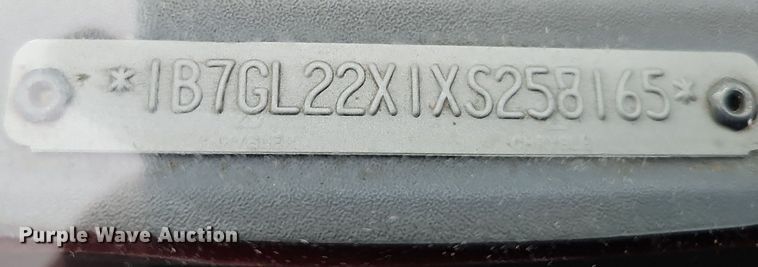 *1B7GL22X1XS258165*
Purple Wave Auction